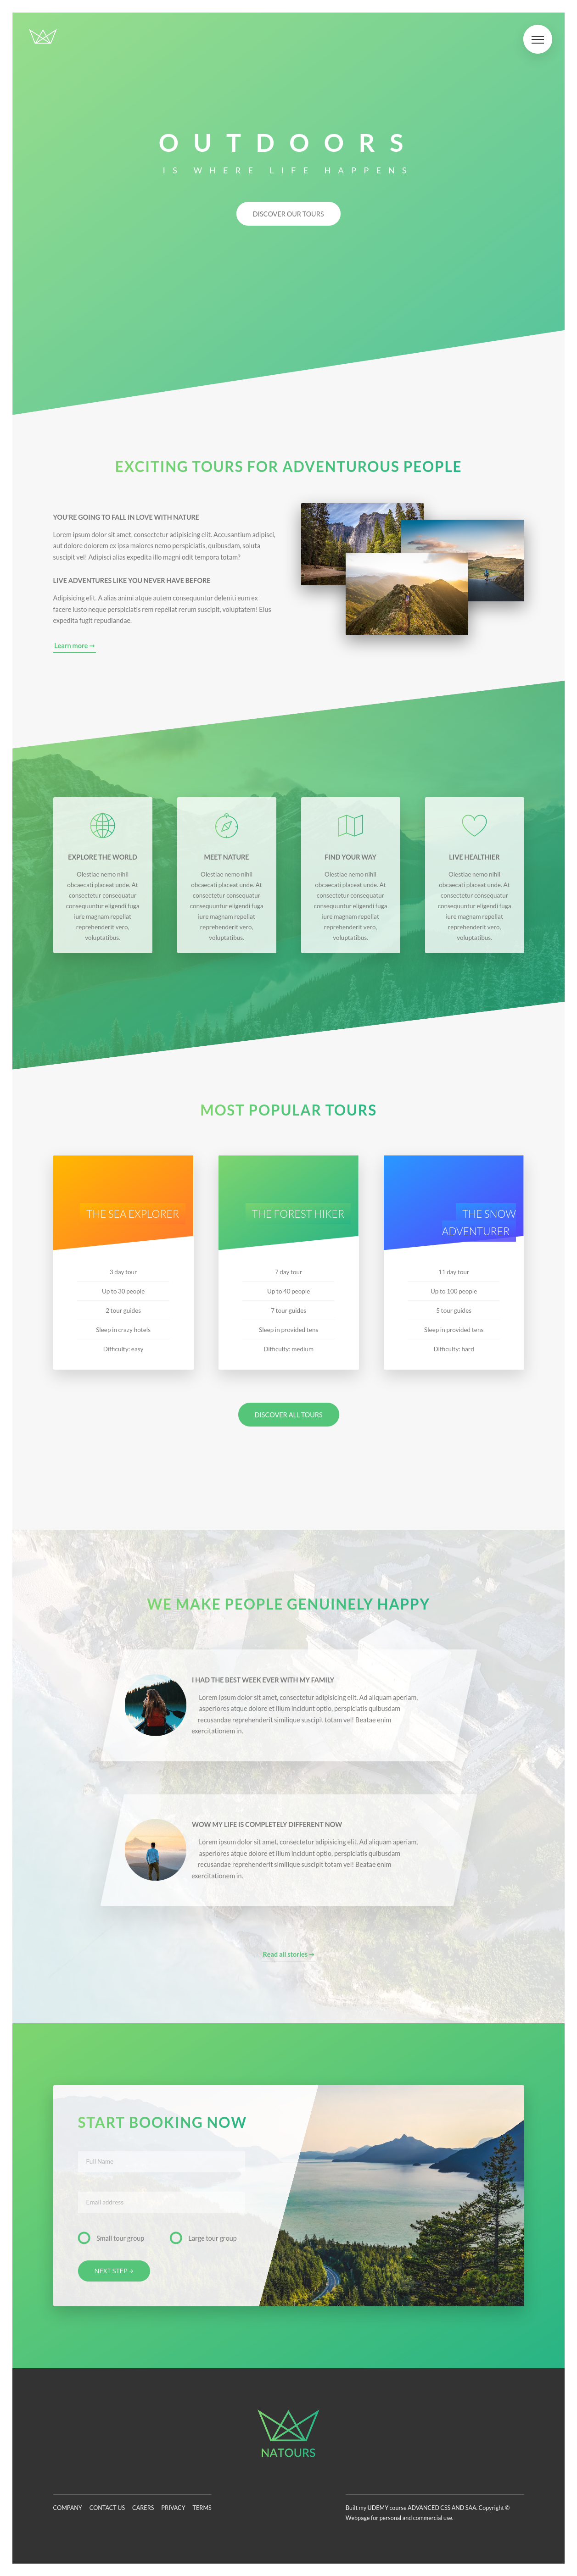 OUTDOORS
IS WHERE LIFE HAPPENS
DISCOVER OUR TOURS
EXCITING TOURS FOR ADVENTUROUS PEOPLE
YOU'RE GOING TO FALL IN LOVE WITH NATURE
Lorem ipsum dolor sit amet, consectetur adipisicing elit. Accusantium adipisci,
aut dolore dolorem ex ipsa maiores nemo perspiciatis, quibusdam, soluta
suscipit vel! Adipisci alias expedita illo magni odit tempora totam?
LIVE ADVENTURES LIKE YOU NEVER HAVE BEFORE
Adipisicing elit. A alias animi atque autem consequuntur deleniti eum ex
facere iusto neque perspiciatis rem repellat rerum suscipit, voluptatem! Eius
expedita fugit repudiandae.
Learn more →
EXPLORE THE WORLD
Olestiae nemo nihil
obcaecati placeat unde. At
consectetur consequatur
consequuntur eligendi fuga
iure magnam repellat
reprehenderit vero,
voluptatibus.
MEET NATURE
Olestiae nemo nihil
obcaecati placeat unde. At
consectetur consequatur
consequuntur eligendi fuga
iure magnam repellat
reprehenderit vero,
voluptatibus.
FIND YOUR WAY
Olestiae nemo nihil
obcaecati placeat unde. At
consectetur consequatur
consequuntur eligendi fuga
iure magnam repellat
reprehenderit vero,
voluptatibus.
LIVE HEALTHIER
Olestiae nemo nihil
obcaecati placeat unde. At
consectetur consequatur
consequuntur eligendi fuga
iure magnam repellat
reprehenderit vero,
voluptatibus.
MOST POPULAR TOURS
THE SEA EXPLORER
3 day tour
Up to 30 people
2 tour guides
Sleep in crazy hotels
Difficulty: easy
THE FOREST HIKER
7 day tour
Up to 40 people
7 tour guides
Sleep in provided tens
Difficulty: medium
THE SNOW
ADVENTURER
11 day tour
Up to 100 people
5 tour guides
Sleep in provided tens
Difficulty: hard
DISCOVER ALL TOURS
WE MAKE PEOPLE GENUINELY HAPPY
I HAD THE BEST WEEK EVER WITH MY FAMILY
Lorem ipsum dolor sit amet, consectetur adipisicing elit. Ad aliquam aperiam,
asperiores atque dolore et illum incidunt optio, perspiciatis quibusdam
recusandae reprehenderit similique suscipit totam vel! Beatae enim
exercitationem in.
WOW MY LIFE IS COMPLETELY DIFFERENT NOW
Lorem ipsum dolor sit amet, consectetur adipisicing elit. Ad aliquam aperiam,
asperiores atque dolore et illum incidunt optio, perspiciatis quibusdam
recusandae reprehenderit similique suscipit totam vel! Beatae enim
exercitationem in.
Read all stories →
START BOOKING NOW
Full Name
Email address
Small tour group
Large tour group
NEXT STEP →
NATOURS
COMPANY CONTACT US CARERS PRIVACY TERMS
Built my UDEMY course ADVANCED CSS AND SAA. Copyright ©
Webpage for personal and commercial use.